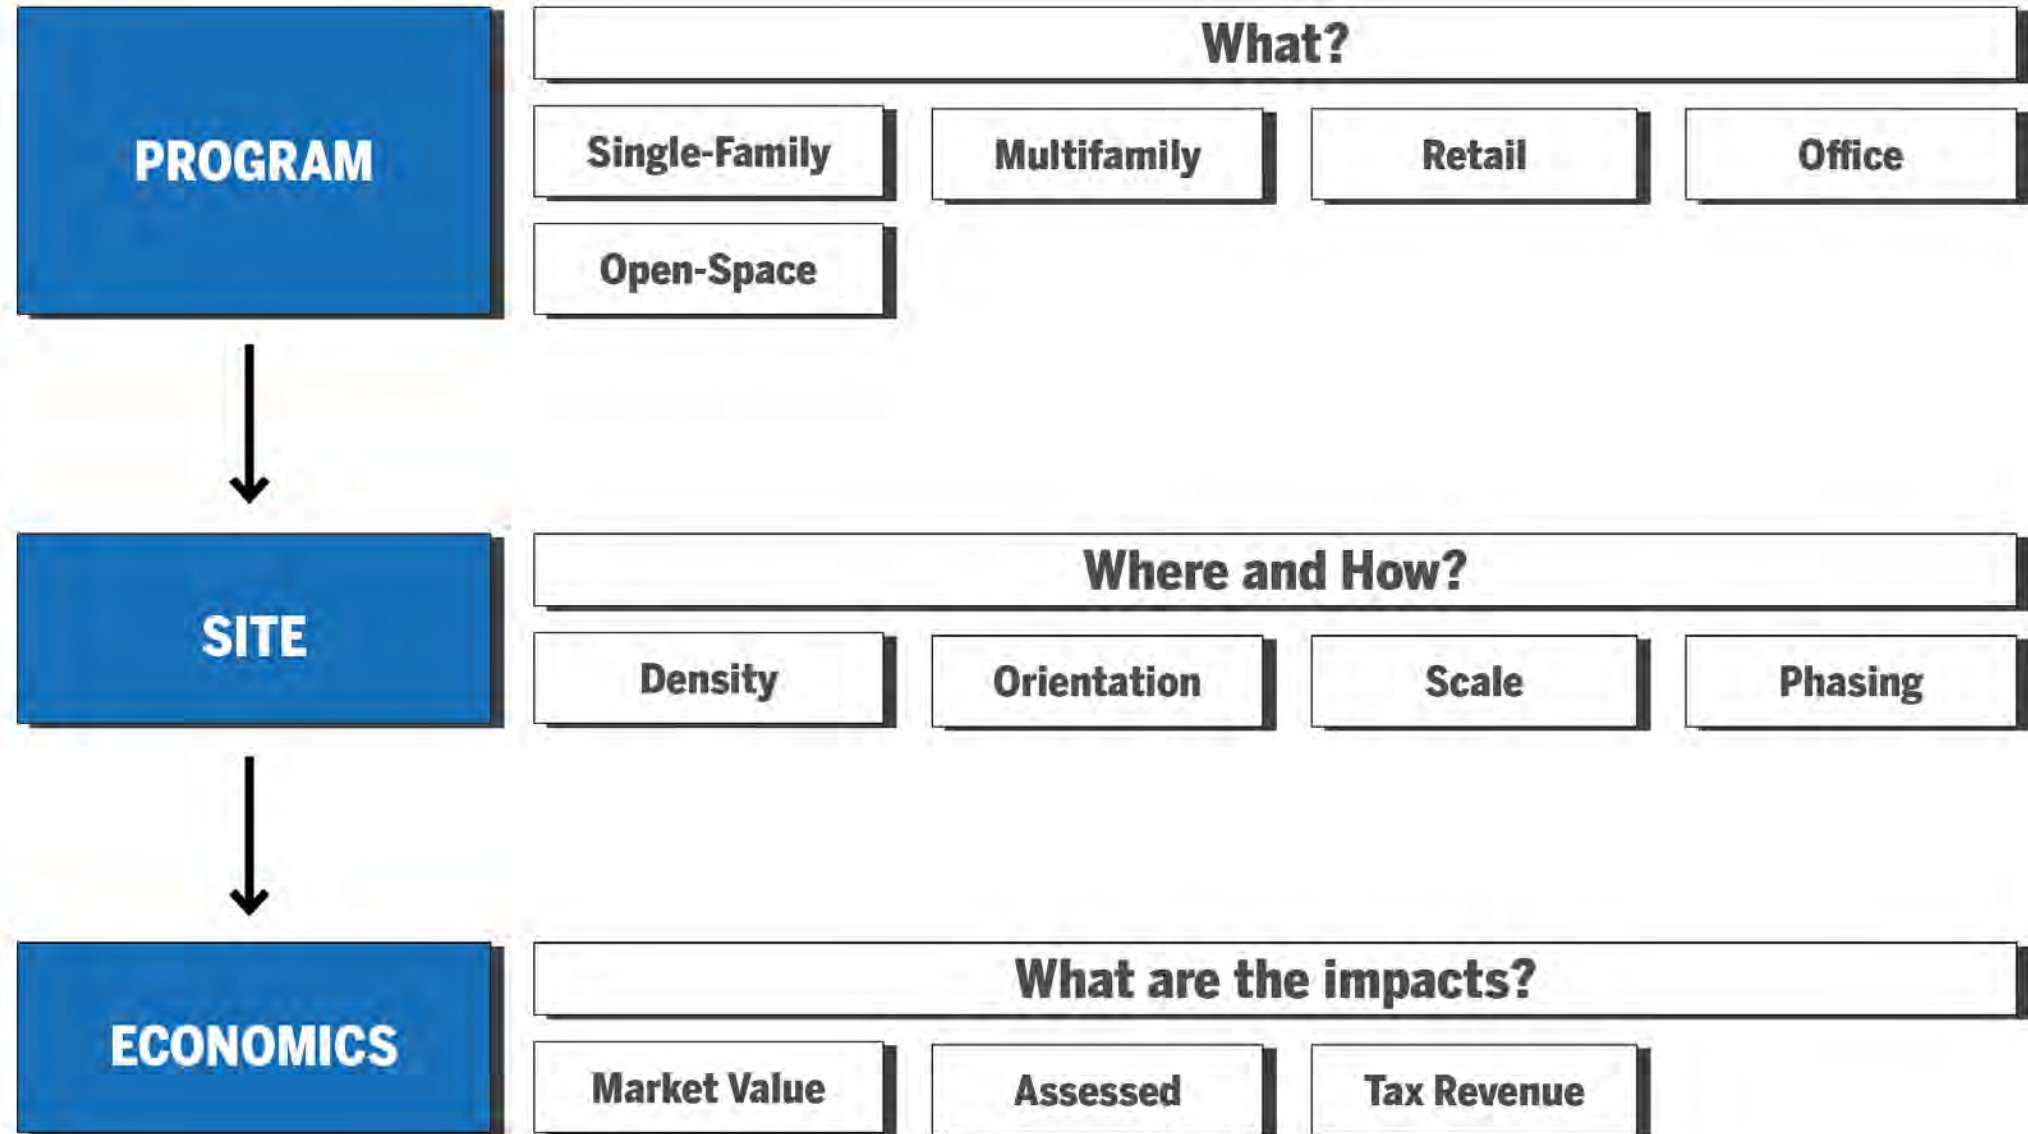 PROGRAM
What?
Single-Family
Multifamily
Retail
Office
Open-Space
SITE
Where and How?
Density
Orientation
Scale
Phasing
ECONOMICS
What are the impacts?
Market Value
Assessed
Tax Revenue